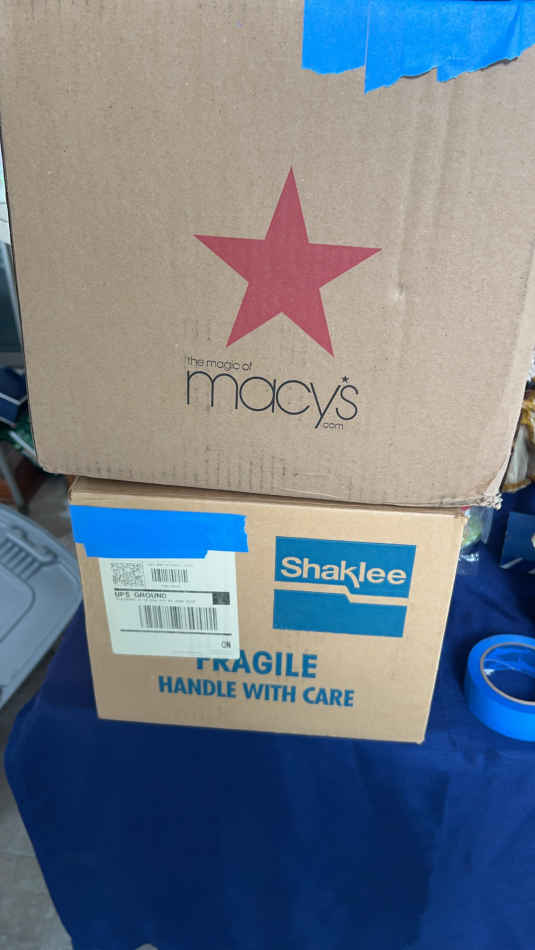 the magic of
macy's
.com
Shaklee
UPS GROUND
FRAGILE
HANDLE WITH CARE